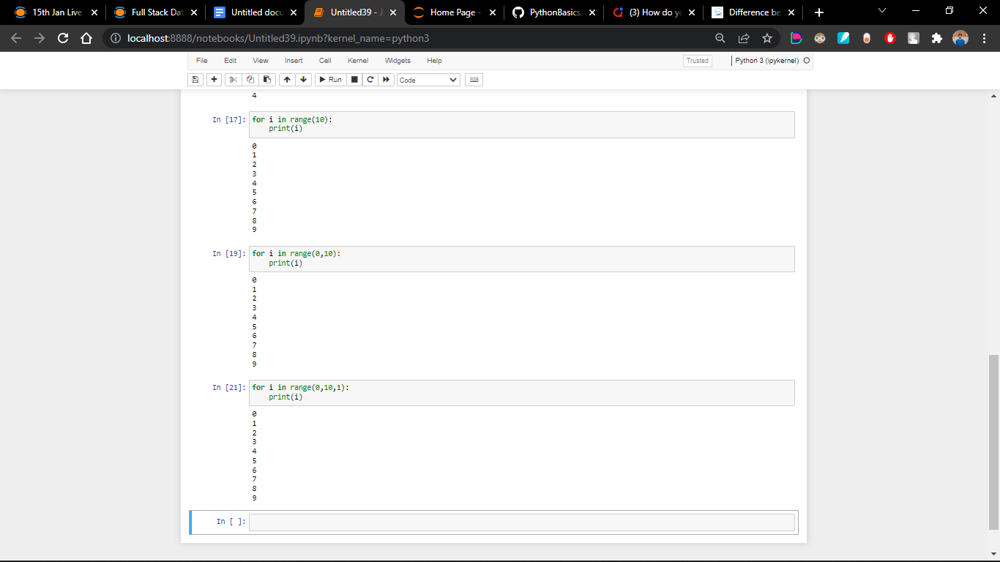 15th Jan Live
Full Stack Dat
Untitled docu
Untitled39 - J
Home Page -
PythonBasics/
(3) How do yo
Difference be
localhost:8888/notebooks/Untitled39.ipynb?kernel_name=python3
File Edit View Insert Cell Kernel Widgets Help
Trusted
Python 3 (ipykernel)
Run
Code
4
In [17]: for i in range(10):
    print(i)
0
1
2
3
4
5
6
7
8
9
In [19]: for i in range(0,10):
    print(i)
0
1
2
3
4
5
6
7
8
9
In [21]: for i in range(0,10,1):
    print(i)
0
1
2
3
4
5
6
7
8
9
In [ ]: